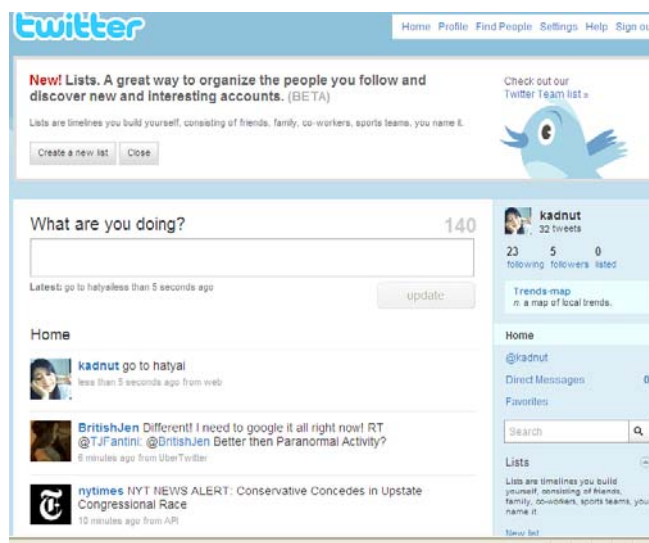 twitter
Home Profile Find People Settings Help Sign ou
New! Lists. A great way to organize the people you follow and
discover new and interesting accounts. (BETA)
Lists are timelines you build yourself, consisting of friends, family, co-workers, sports teams, you name it.
Create a new list Close
Check out our
Twitter Team list »
What are you doing? 140
Latest: go to hatyailess than 5 seconds ago
update
Home
kadnut go to hatyai
less than 5 seconds ago from web
BritishJen Different! I need to google it all right now! RT
@TJFantini: @BritishJen Better then Paranormal Activity?
6 minutes ago from UberTwitter
nytimes NYT NEWS ALERT: Conservative Concedes in Upstate
Congressional Race
10 minutes ago from API
kadnut
32 tweets
23 5 0
following followers listed
Trends-map
n a map of local trends.
Home
@kadnut
Direct Messages 0
Favorites
Search
Lists
Lists are timelines you build
yourself, consisting of friends,
family, co-workers, sports teams, you
name it.
New list